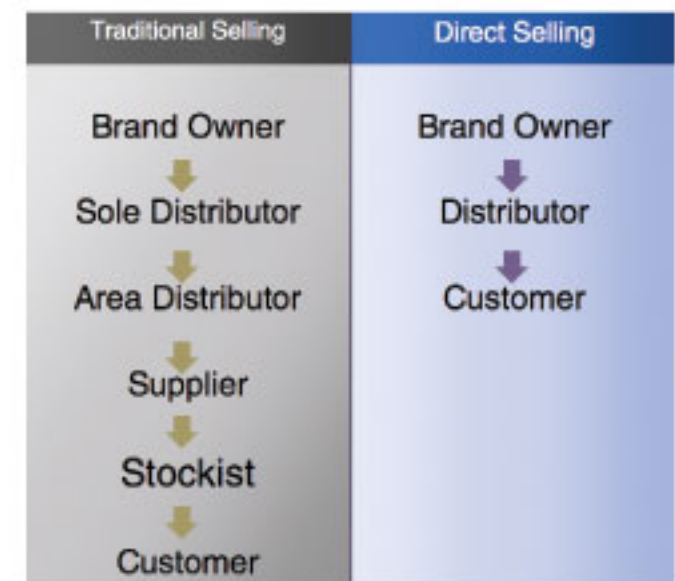 Traditional Selling
Brand Owner
Sole Distributor
Area Distributor
Supplier
Stockist
Customer
Direct Selling
Brand Owner
Distributor
Customer